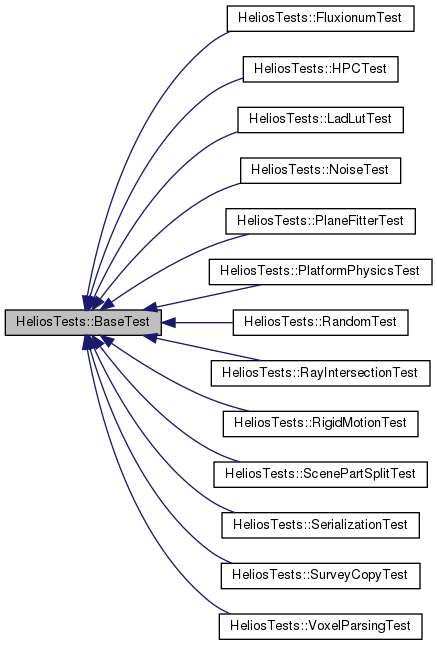 HeliosTests::FluxionumTest
HeliosTests::HPCTest
HeliosTests::LadLutTest
HeliosTests::NoiseTest
HeliosTests::PlaneFitterTest
HeliosTests::PlatformPhysicsTest
HeliosTests::BaseTest
HeliosTests::RandomTest
HeliosTests::RayIntersectionTest
HeliosTests::RigidMotionTest
HeliosTests::ScenePartSplitTest
HeliosTests::SerializationTest
HeliosTests::SurveyCopyTest
HeliosTests::VoxelParsingTest